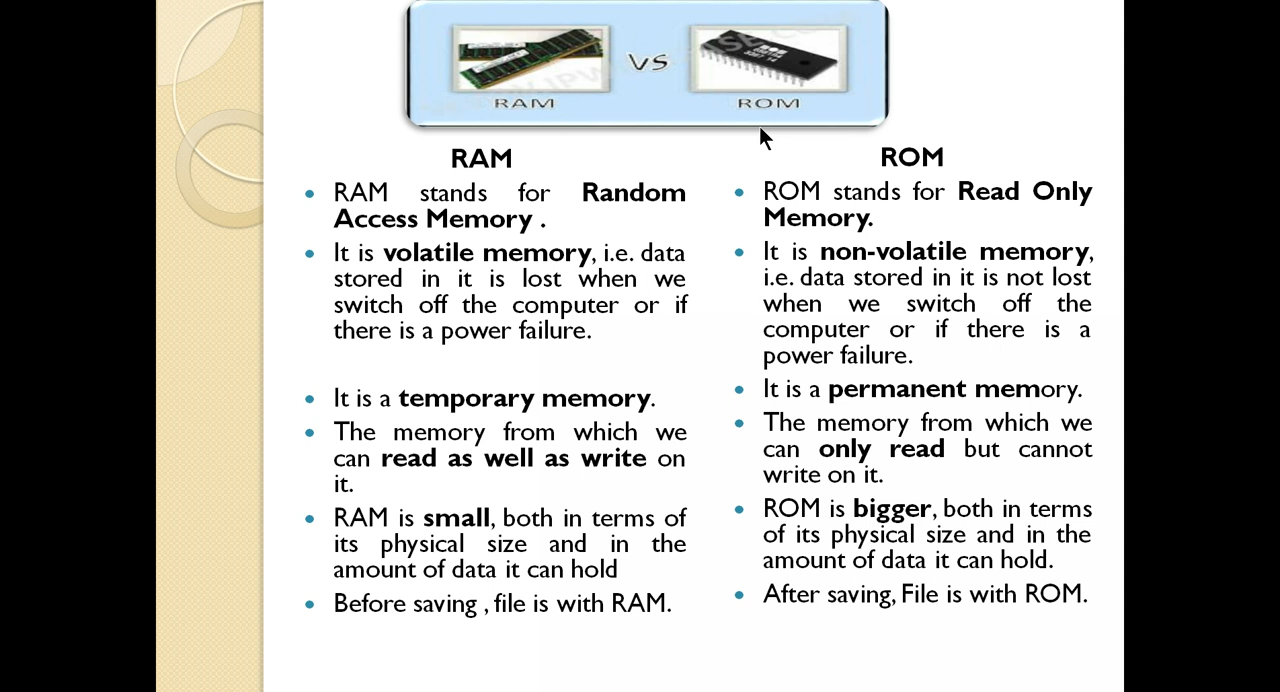 VS
RAM
ROM
RAM
RAM stands for Random
Access Memory .
It is volatile memory, i.e. data
stored in it is lost when we
switch off the computer or if
there is a power failure.
It is a temporary memory.
The memory from which we
can read as well as write on
it.
RAM is small, both in terms of
its physical size and in the
amount of data it can hold
Before saving , file is with RAM.
ROM
ROM stands for Read Only
Memory.
It is non-volatile memory,
i.e. data stored in it is not lost
when we switch off the
computer or if there is a
power failure.
It is a permanent memory.
The memory from which we
can only read but cannot
write on it.
ROM is bigger, both in terms
of its physical size and in the
amount of data it can hold.
After saving, File is with ROM.